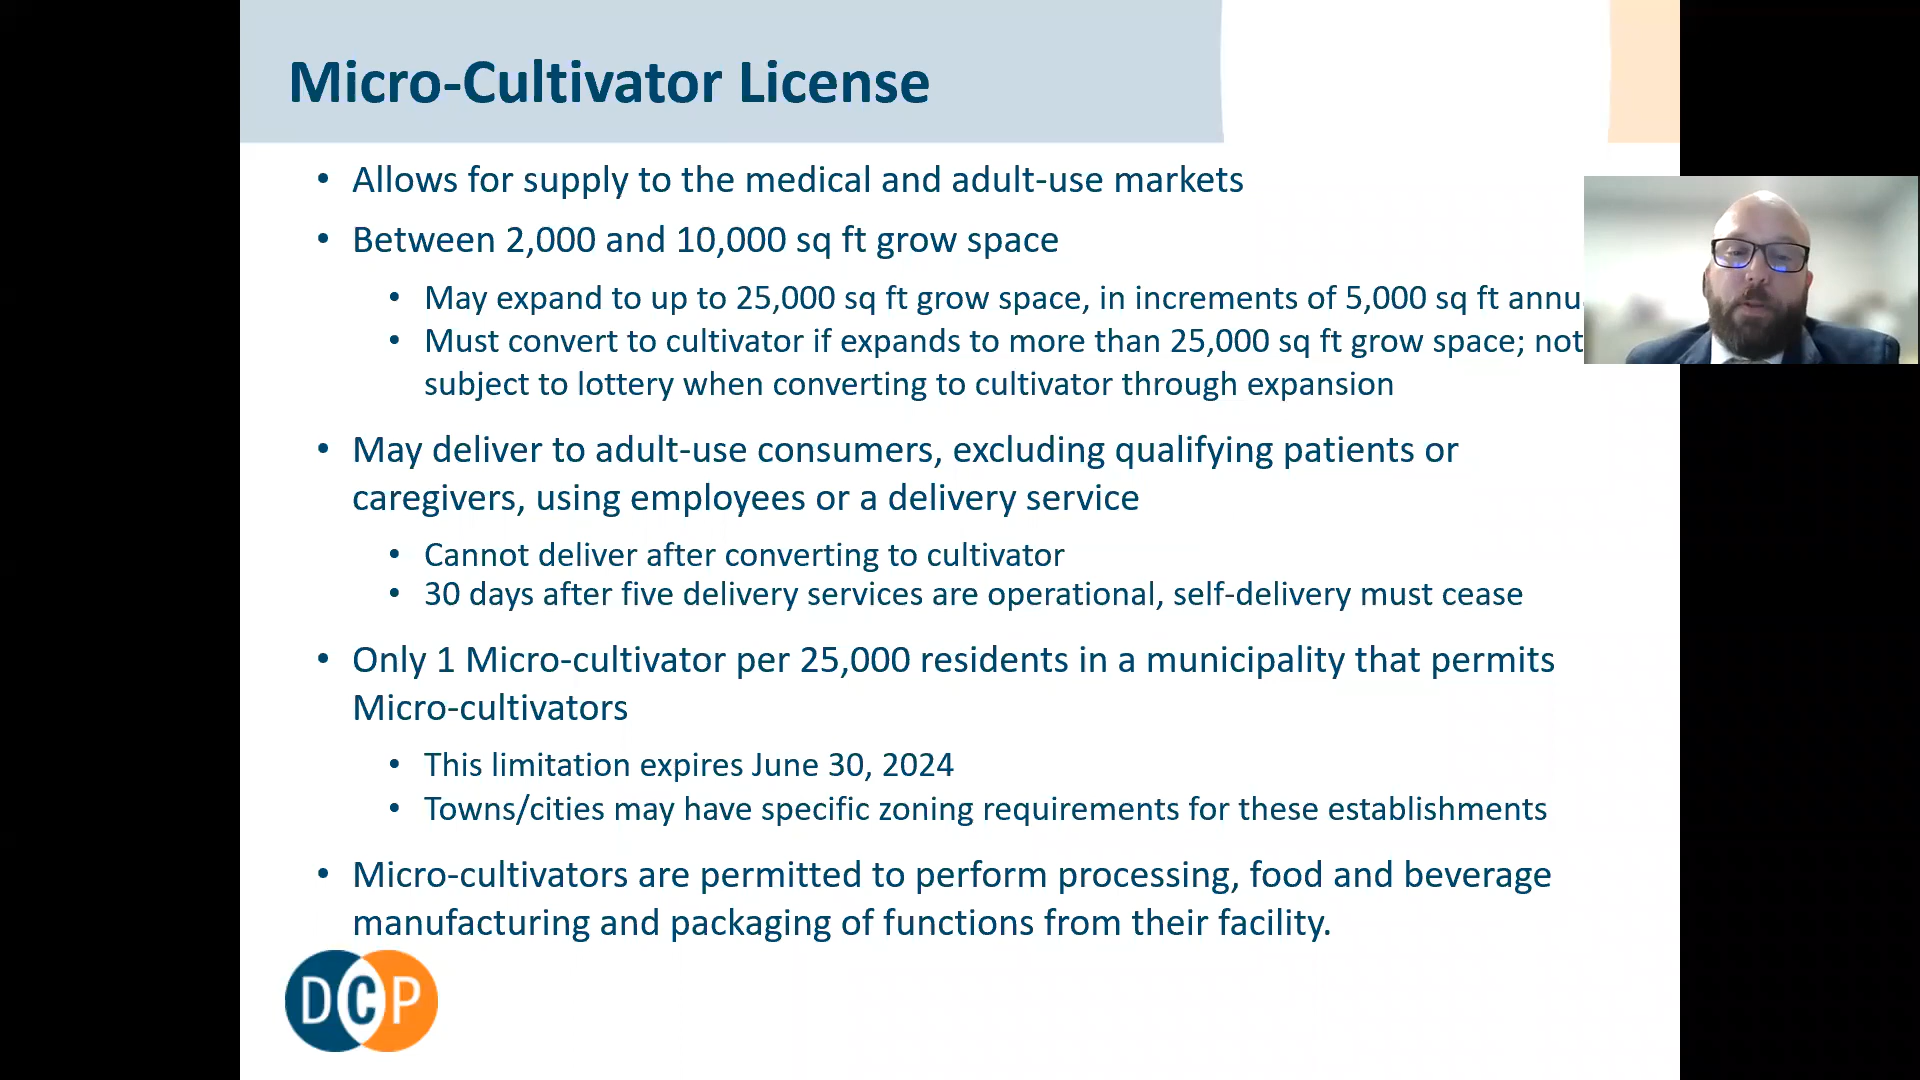 Micro-Cultivator License
• Allows for supply to the medical and adult-use markets
• Between 2,000 and 10,000 sq ft grow space
• May expand to up to 25,000 sq ft grow space, in increments of 5,000 sq ft annu
• Must convert to cultivator if expands to more than 25,000 sq ft grow space; not
subject to lottery when converting to cultivator through expansion
• May deliver to adult-use consumers, excluding qualifying patients or
caregivers, using employees or a delivery service
• Cannot deliver after converting to cultivator
• 30 days after five delivery services are operational, self-delivery must cease
• Only 1 Micro-cultivator per 25,000 residents in a municipality that permits
Micro-cultivators
• This limitation expires June 30, 2024
• Towns/cities may have specific zoning requirements for these establishments
• Micro-cultivators are permitted to perform processing, food and beverage
manufacturing and packaging of functions from their facility.
DCP